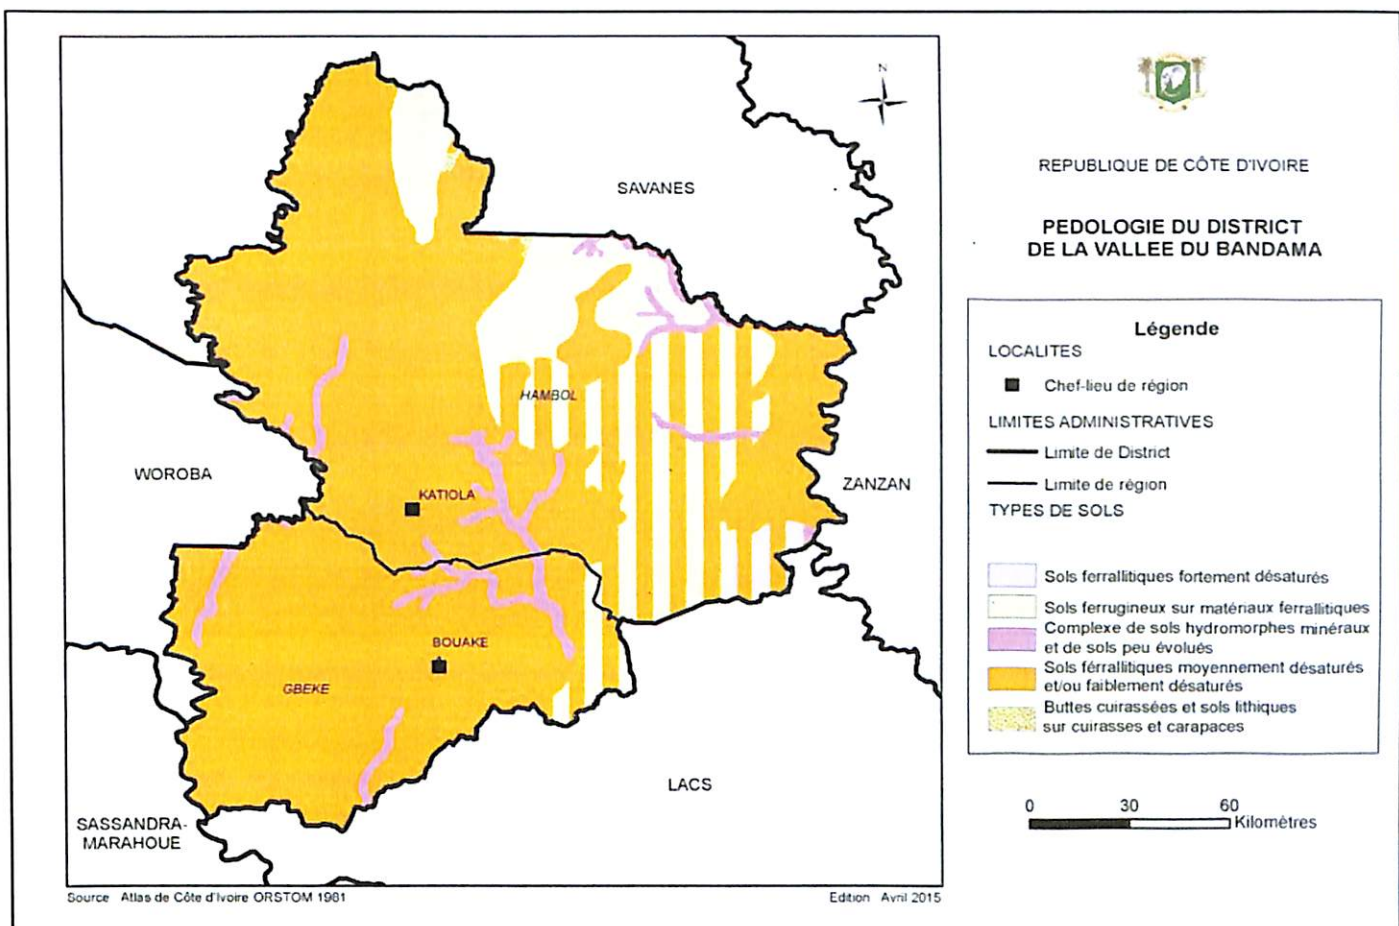 N
SAVANES
HAMBOL
WOROBA
KATIOLA
ZANZAN
BOUAKE
GBEKE
LACS
SASSANDRA-
MARAHOUE
Source Atlas de Côte d'Ivoire ORSTOM 1981
Edition Avril 2015
REPUBLIQUE DE CÔTE D'IVOIRE
PEDOLOGIE DU DISTRICT
DE LA VALLEE DU BANDAMA
Légende
LOCALITES
Chef-lieu de région
LIMITES ADMINISTRATIVES
Limite de District
Limite de région
TYPES DE SOLS
Sols ferrallitiques fortement désaturés
Sols ferrugineux sur matériaux ferrallitiques
Complexe de sols hydromorphes minéraux
et de sols peu évolués
Sols férrallitiques moyennement désaturés
et/ou faiblement désaturés
Buttes cuirassées et sols lithiques
sur cuirasses et carapaces
0 30 60
Kilomètres